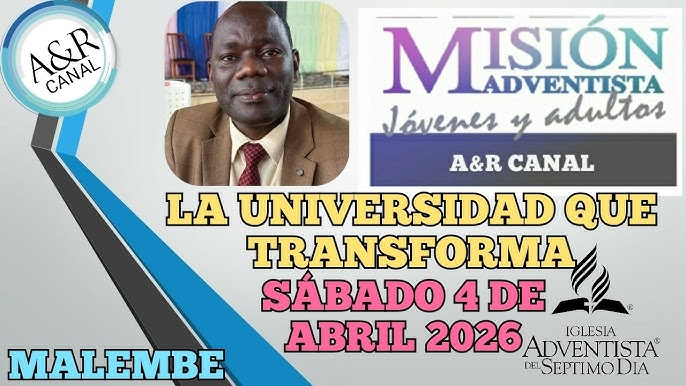 A&R
CANAL
MISIÓN
ADVENTISTA
Jóvenes y adultos
A&R CANAL
LA UNIVERSIDAD QUE
TRANSFORMA
SÁBADO 4 DE
ABRIL 2026
IGLESIA
ADVENTISTA®
DEL SÉPTIMO DÍA
MALEMBE